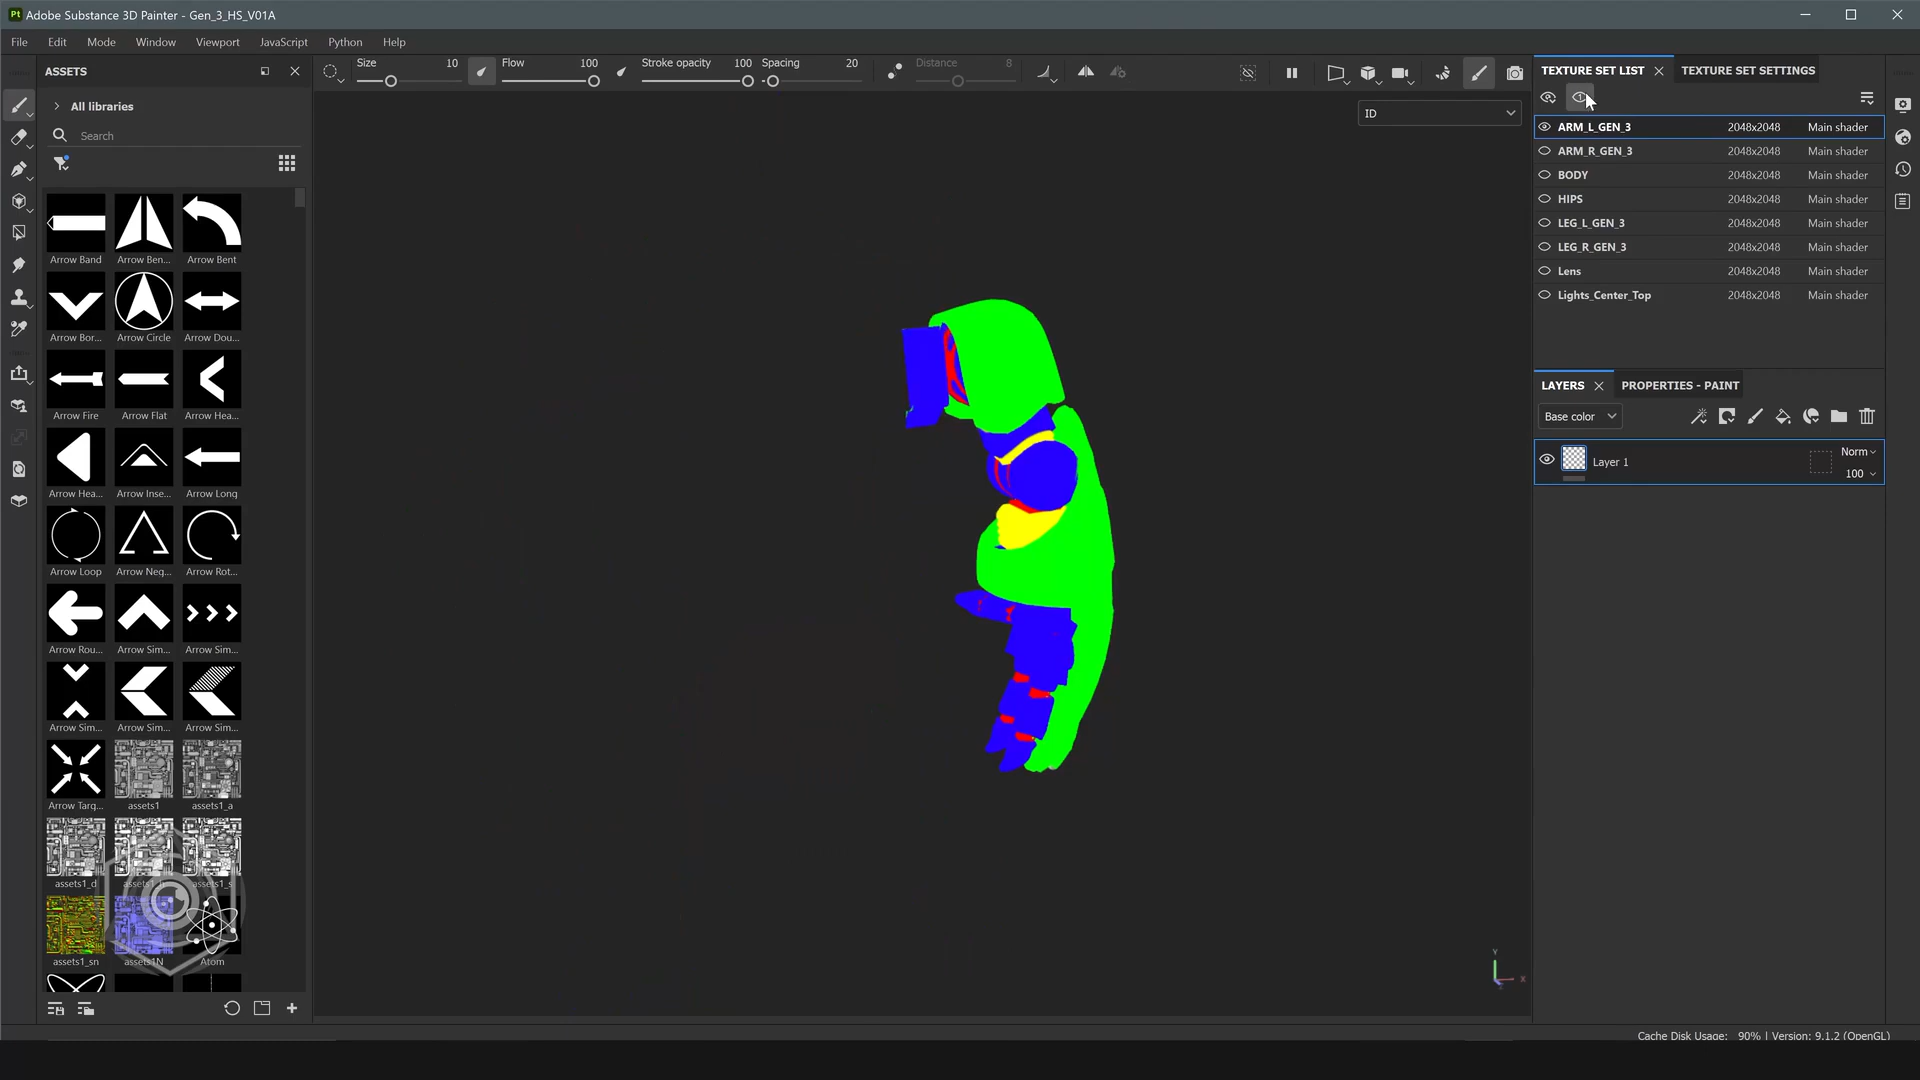 Pt Adobe Substance 3D Painter - Gen_3_HS_V01A
File Edit Mode Window Viewport JavaScript Python Help
ASSETS
All libraries
Search
Arrow Band Arrow Ben... Arrow Bent
Arrow Bor... Arrow Circle Arrow Dou...
Arrow Fire Arrow Flat Arrow Hea...
Arrow Hea... Arrow Inse... Arrow Long
Arrow Loop Arrow Neg... Arrow Rot...
Arrow Rou... Arrow Sim... Arrow Sim...
Arrow Sim... Arrow Sim... Arrow Sim...
Arrow Targ... assets1 assets1_a
assets1_d assets1_h assets1_s
assets1_sn assets1N Atom
Size 10 Flow 100 Stroke opacity 100 Spacing 20 Distance 8
ID
Y
X
TEXTURE SET LIST TEXTURE SET SETTINGS
ARM_L_GEN_3 2048x2048 Main shader
ARM_R_GEN_3 2048x2048 Main shader
BODY 2048x2048 Main shader
HIPS 2048x2048 Main shader
LEG_L_GEN_3 2048x2048 Main shader
LEG_R_GEN_3 2048x2048 Main shader
Lens 2048x2048 Main shader
Lights_Center_Top 2048x2048 Main shader
LAYERS PROPERTIES - PAINT
Base color
Layer 1 Norm
100
Cache Disk Usage: 90% | Version: 9.1.2 (OpenGL)